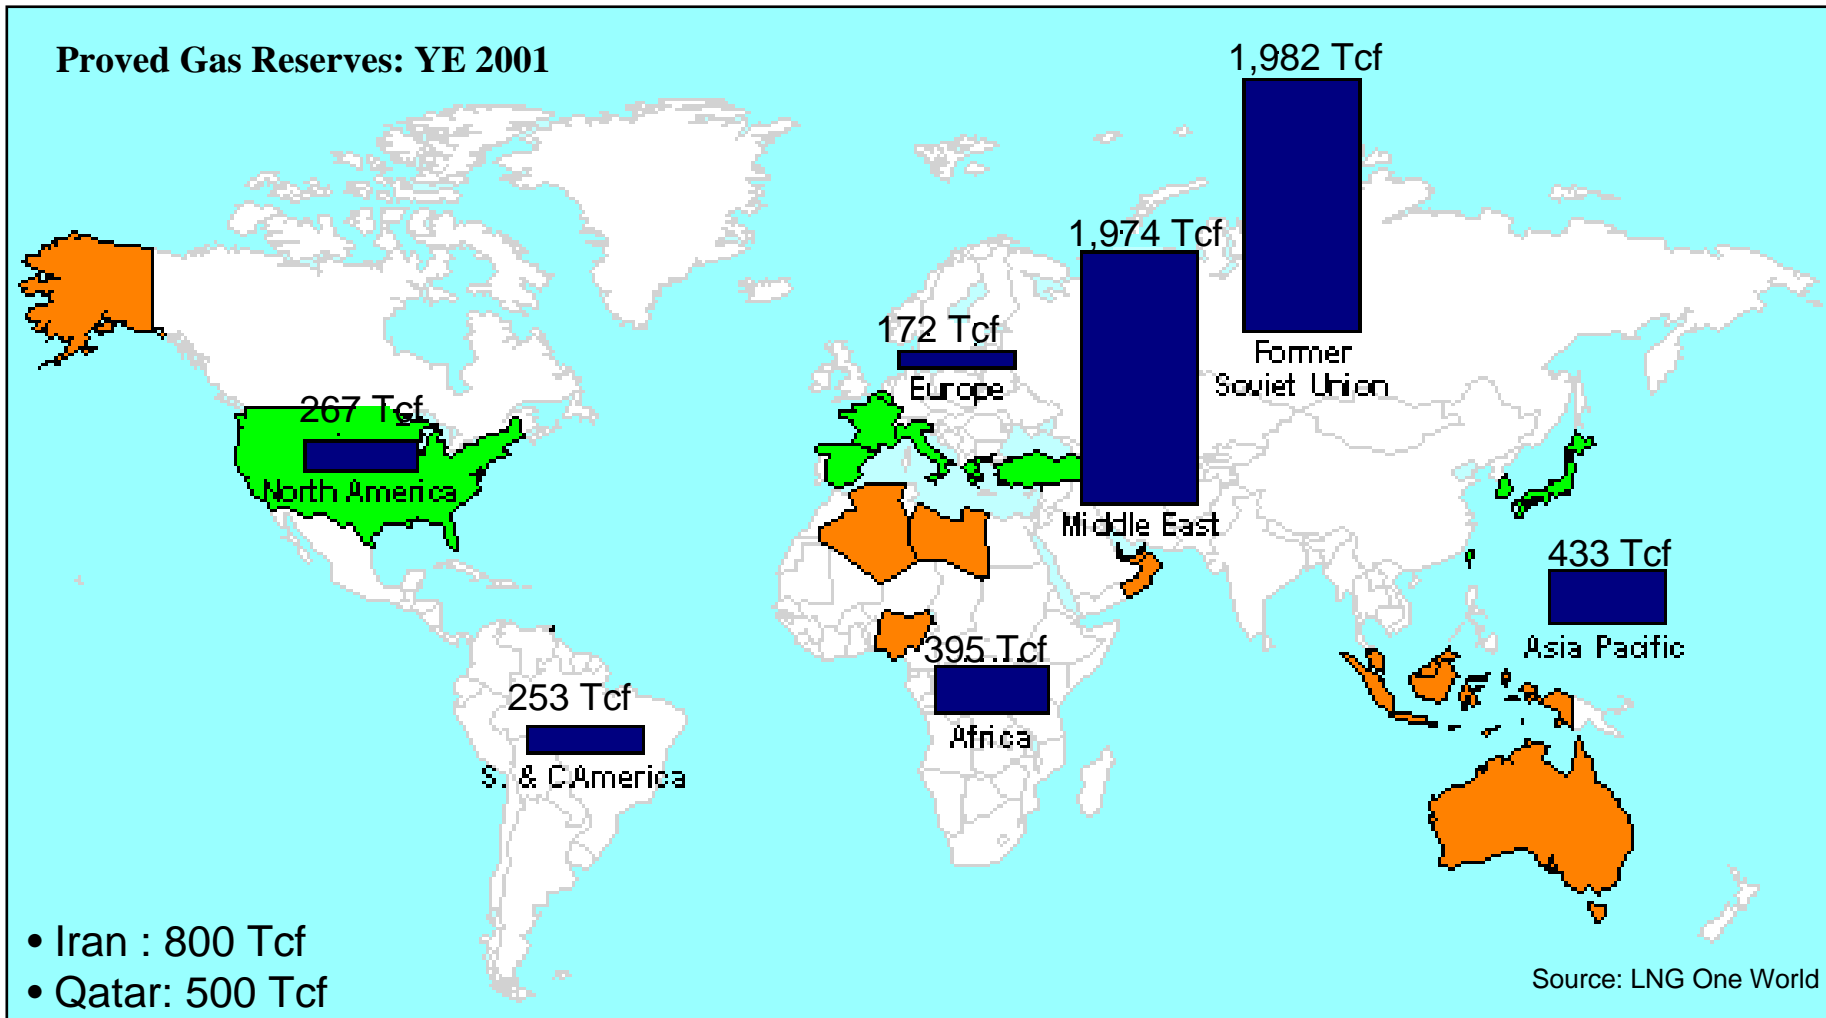 Proved Gas Reserves: YE 2001
1,982 Tcf
Former
Soviet Union
1,974 Tcf
Middle East
172 Tcf
Europe
267 Tcf
North America
433 Tcf
Asia Pacific
395 Tcf
Africa
253 Tcf
S. & C.America
• Iran : 800 Tcf
• Qatar: 500 Tcf
Source: LNG One World